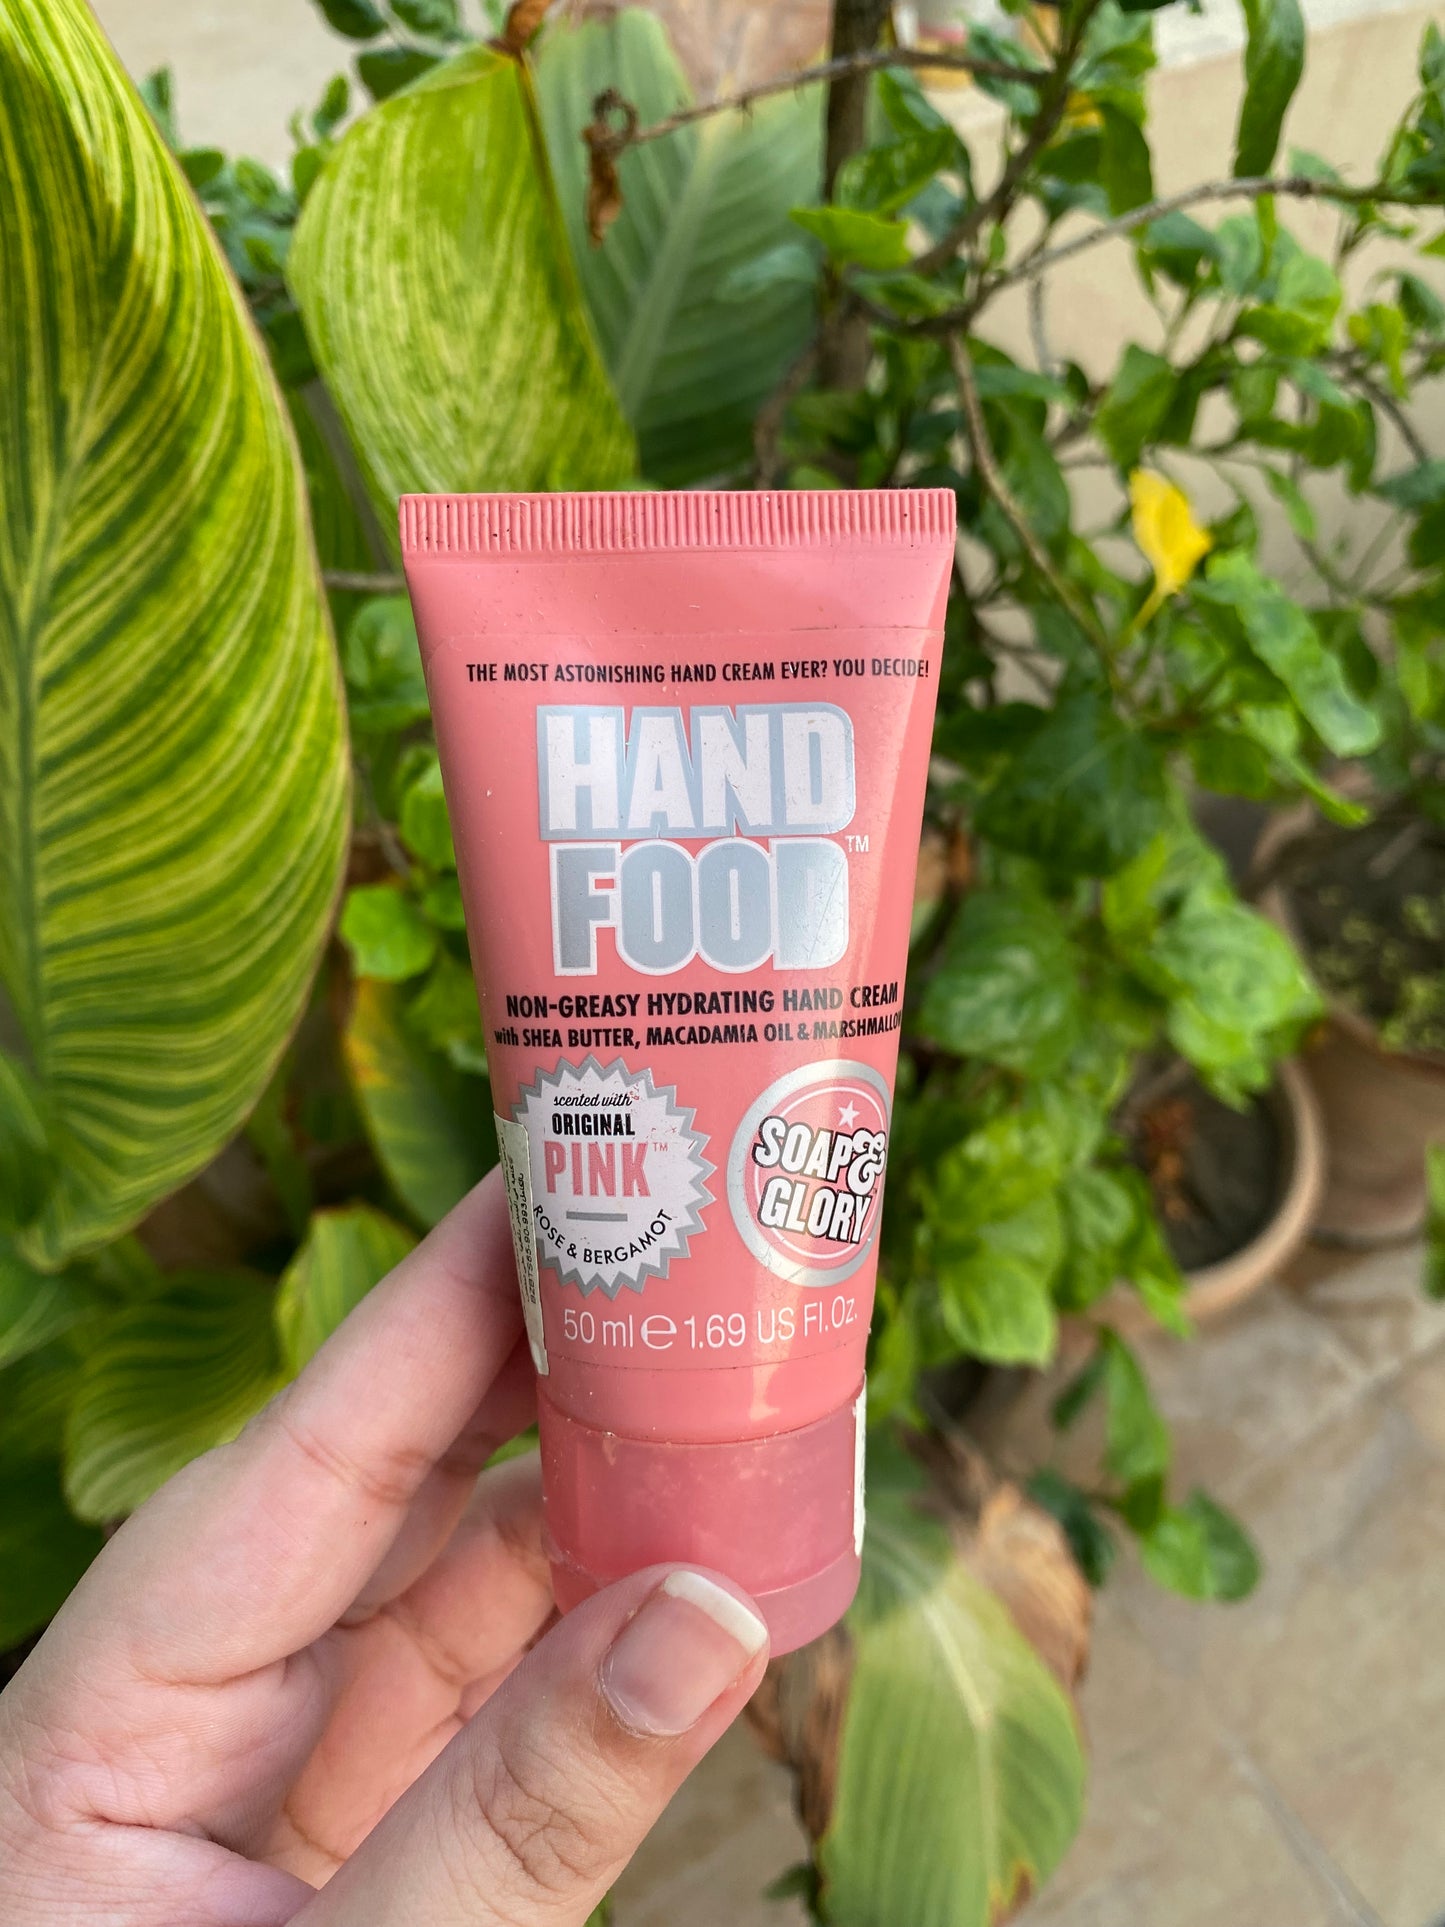 THE MOST ASTONISHING HAND CREAM EVER? YOU DECIDE!
HAND
FOOD™
NON-GREASY HYDRATING HAND CREAM
with SHEA BUTTER, MACADAMIA OIL & MARSHMALLOW
scented with
ORIGINAL
PINK™
ROSE & BERGAMOT
SOAP &
GLORY™
50 ml e 1.69 US Fl.Oz.